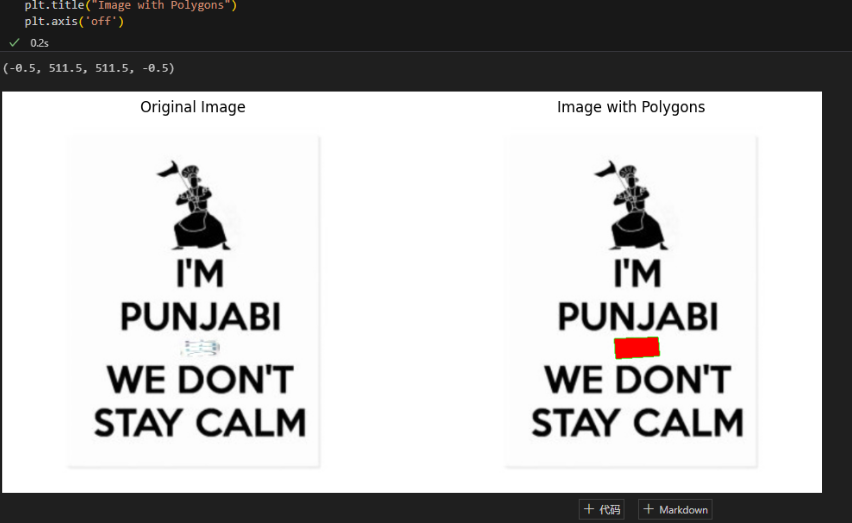 plt.title("Image with Polygons")
plt.axis('off')
0.2s
(-0.5, 511.5, 511.5, -0.5)
Original Image
I'M
PUNJABI
WE DON'T
STAY CALM
Image with Polygons
I'M
PUNJABI
WE DON'T
STAY CALM
+ 代码
+ Markdown